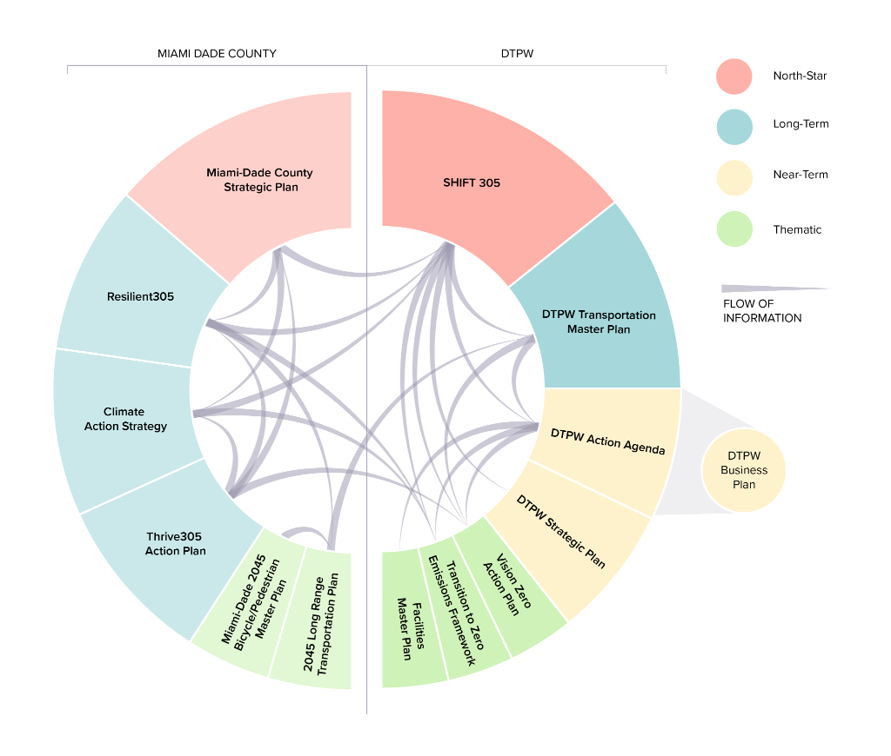 MIAMI DADE COUNTY
DTPW
North-Star
Long-Term
Near-Term
Thematic
FLOW OF
INFORMATION
Miami-Dade County
Strategic Plan
SHIFT 305
Resilient305
DTPW Transportation
Master Plan
Climate
Action Strategy
DTPW Action Agenda
DTPW
Business
Plan
Thrive305
Action Plan
DTPW Strategic Plan
Miami-Dade 2045
Bicycle/Pedestrian
Master Plan
2045 Long Range
Transportation Plan
Facilities
Master Plan
Transition to Zero
Emissions Framework
Vision Zero
Action Plan